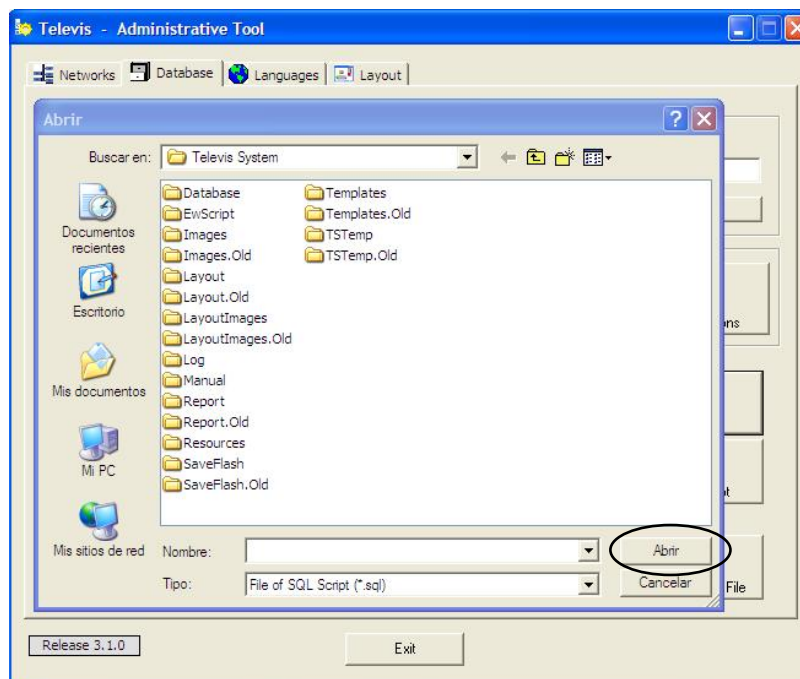 Televis - Administrative Tool
Networks Database Languages Layout
Abrir
Buscar en: Televis System
Documentos recientes
Escritorio
Mis documentos
Mi PC
Mis sitios de red
Database
EwScript
Images
Images.Old
Layout
Layout.Old
LayoutImages
LayoutImages.Old
Log
Manual
Report
Report.Old
Resources
SaveFlash
SaveFlash.Old
Templates
Templates.Old
TSTemp
TSTemp.Old
ns
File
Nombre: Abrir
Tipo: File of SQL Script (*.sql) Cancelar
Release 3.1.0 Exit